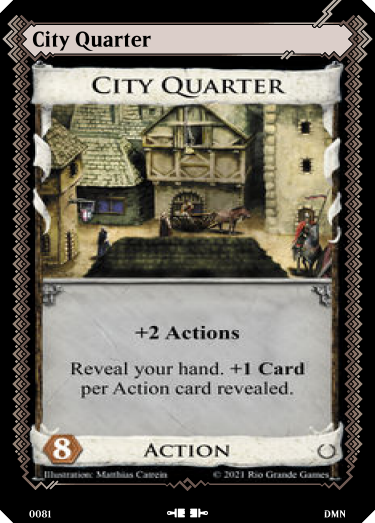 City Quarter
CITY QUARTER
+2 Actions
Reveal your hand. +1 Card
per Action card revealed.
8 ACTION
Illustration: Matthias Catrein © 2021 Rio Grande Games
0081 DMN